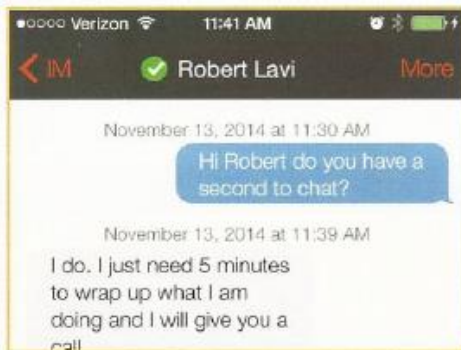 Verizon 11:41 AM
IM Robert Lavi More
November 13, 2014 at 11:30 AM
Hi Robert do you have a
second to chat?
November 13, 2014 at 11:39 AM
I do. I just need 5 minutes
to wrap up what I am
doing and I will give you a
call